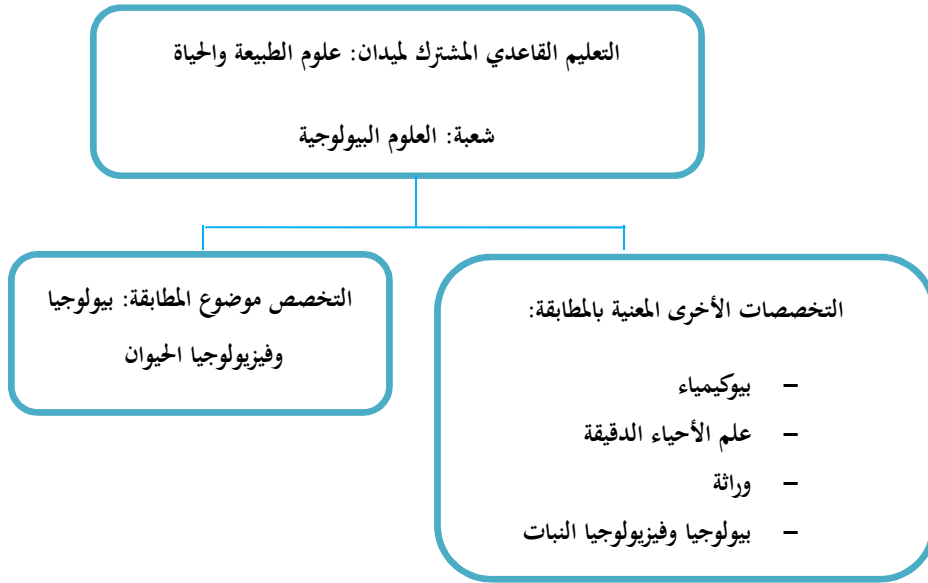 التعليم القاعدي المشترك لميدان: علوم الطبيعة والحياة
شعبة: العلوم البيولوجية
التخصصات الأخرى المعنية بالمطابقة:
– بيوكيمياء
– علم الأحياء الدقيقة
– وراثة
– بيولوجيا وفيزيولوجيا النبات
التخصص موضوع المطابقة: بيولوجيا
وفيزيولوجيا الحيوان